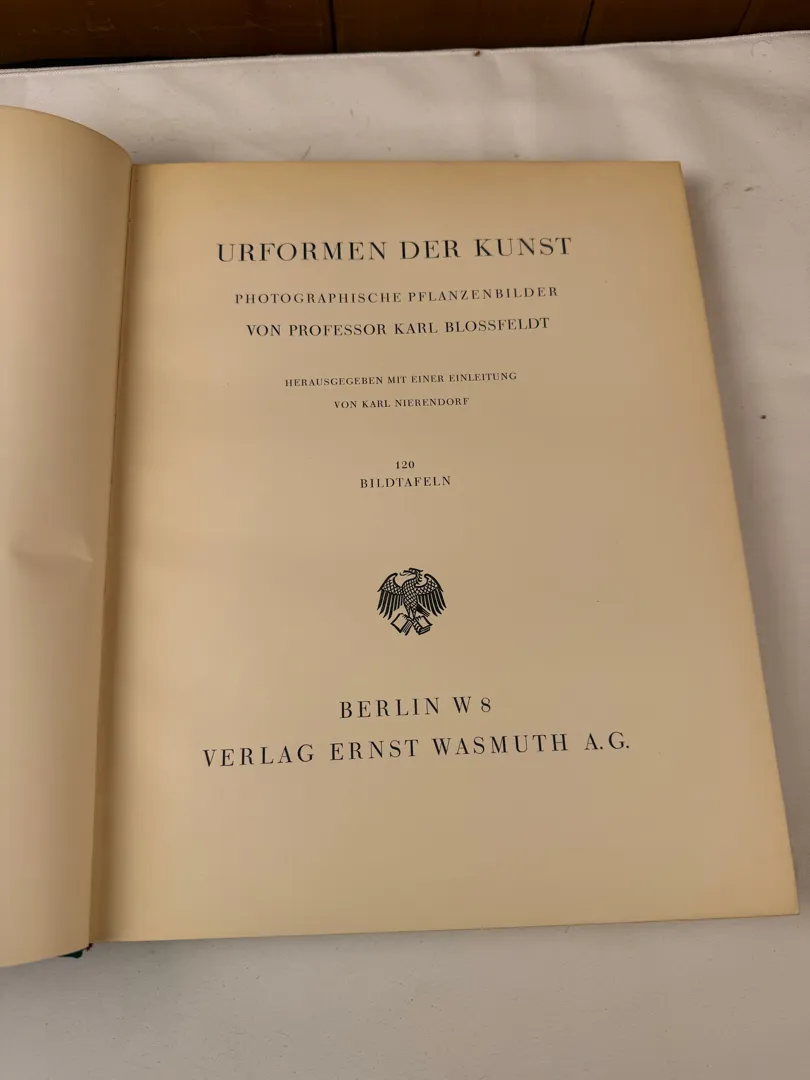 URFORMEN DER KUNST
PHOTOGRAPHISCHE PFLANZENBILDER
VON PROFESSOR KARL BLOSSFELDT
HERAUSGEGEBEN MIT EINER EINLEITUNG
VON KARL NIERENDORF
120
BILDTAFELN
BERLIN W 8
VERLAG ERNST WASMUTH A.G.